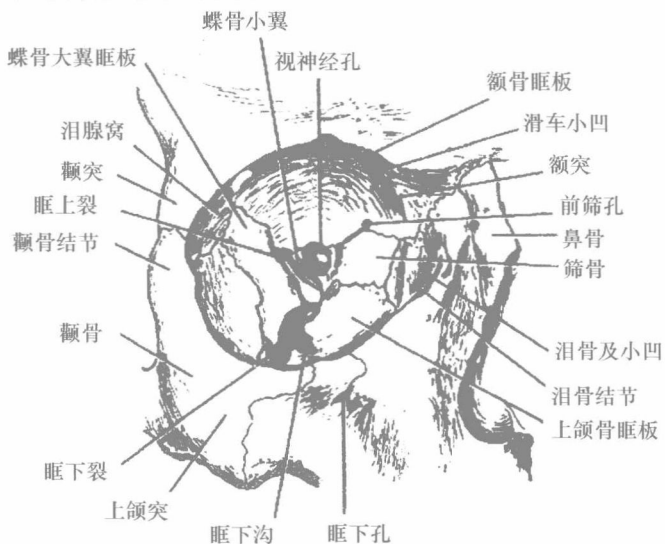 蝶骨小翼
蝶骨大翼眶板
视神经孔
额骨眶板
泪腺窝
滑车小凹
颧突
额突
眶上裂
前筛孔
颧骨结节
鼻骨
筛骨
颧骨
泪骨及小凹
泪骨结节
上颌骨眶板
眶下裂
上颌突
眶下沟
眶下孔